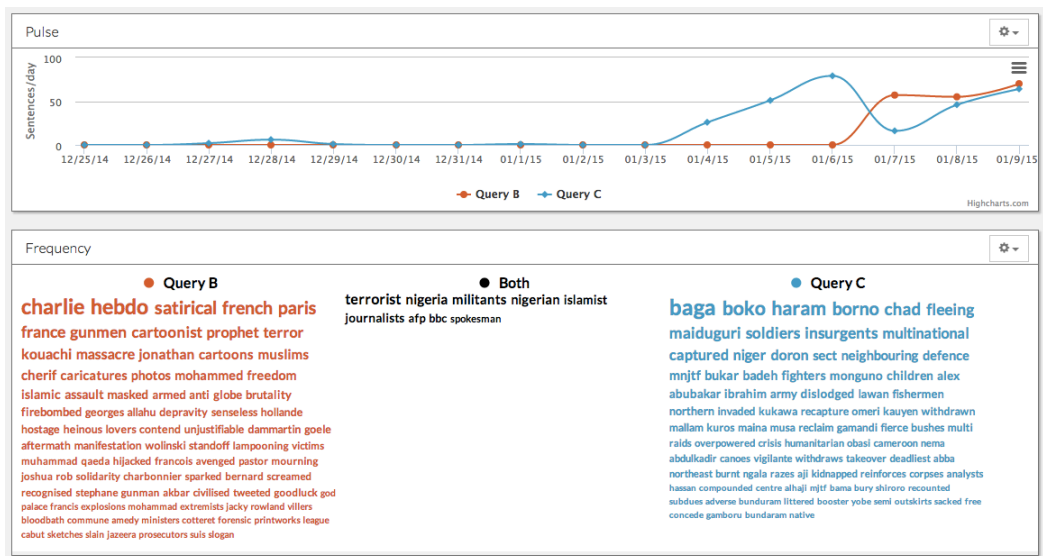 Pulse
Sentences/day
100
50
0
12/25/14 12/26/14 12/27/14 12/28/14 12/29/14 12/30/14 12/31/14 01/1/15 01/2/15 01/3/15 01/4/15 01/5/15 01/6/15 01/7/15 01/8/15 01/9/15
Query B Query C
Highcharts.com
Frequency
Query B
charlie hebdo satirical french paris
france gunmen cartoonist prophet terror
kouachi massacre jonathan cartoons muslims
cherif caricatures photos mohammed freedom
islamic assault masked armed anti globe brutality
firebombed georges allahu depravity senseless hollande
hostage heinous lovers contend unjustifiable dammartin goele
aftermath manifestation wolinski standoff lampooning victims
muhammad qaeda hijacked francois avenged pastor mourning
joshua rob solidarity charbonnier sparked bernard screamed
recognised stephane gunman akbar civilised tweeted goodluck god
palace francis explosions mohammad extremists jacky rowland villers
bloodbath commune amedy ministers cotteret forensic printworks league
cabut sketches slain jazeera prosecutors suis slogan
Both
terrorist nigeria militants nigerian islamist
journalists afp bbc spokesman
Query C
baga boko haram borno chad fleeing
maiduguri soldiers insurgents multinational
captured niger doron sect neighbouring defence
mnjtf bukar badeh fighters monguno children alex
abubakar ibrahim army dislodged lawan fishermen
northern invaded kukawa recapture omeri kauyen withdrawn
mallam kuros maina musa reclaim gamandi fierce bushes multi
raids overpowered crisis humanitarian obasi cameroon nema
abdulkadir canoes vigilante withdraws takeover deadliest abba
northeast burnt ngala razes aji kidnapped reinforces corpses analysts
hassan compounded centre alhaji mjtf bama bury shiroro recounted
subdues adverse bunduram littered booster yobe semi outskirts sacked free
concede gamboru bundaram native